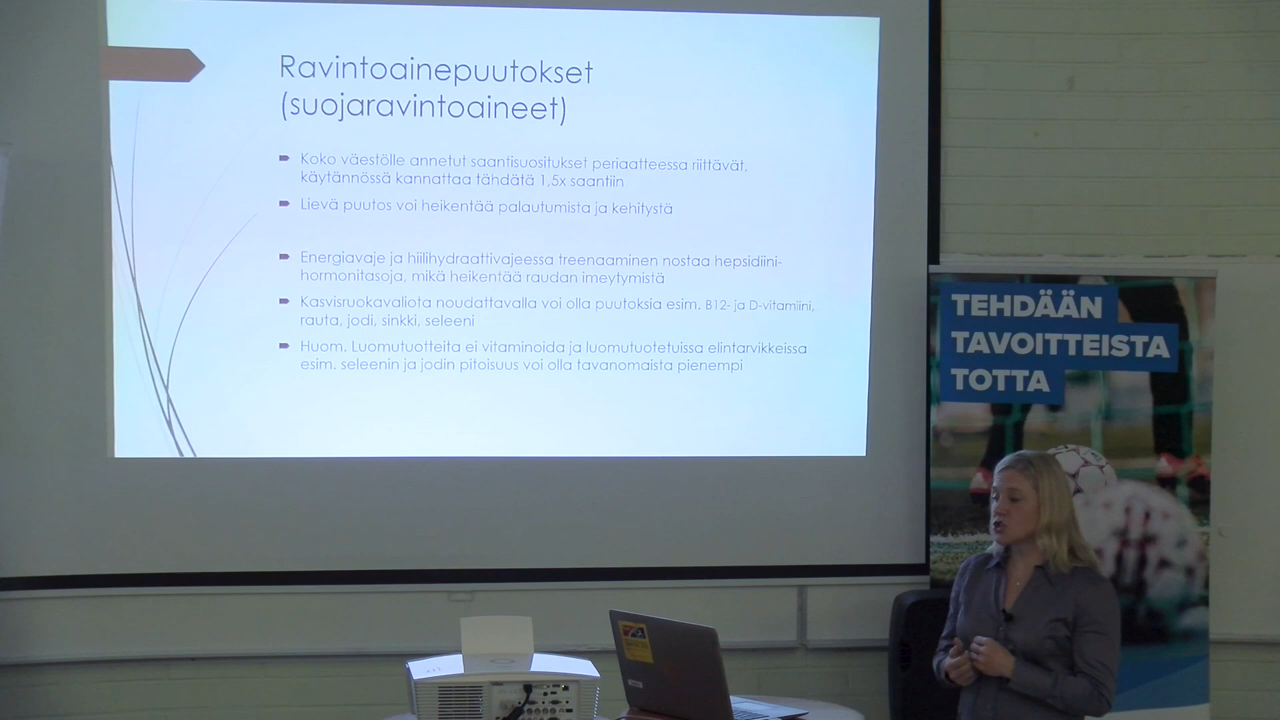 Ravintoainepuutokset
(suojaravintoaineet)
Koko väestölle annetut saantisuositukset periaatteessa riittävät,
käytännössä kannattaa tähdätä 1,5x saantiin
Lievä puutos voi heikentää palautumista ja kehitystä
Energiavaje ja hiilihydraattivajeessa treenaaminen nostaa hepsidiini-
hormonitasoja, mikä heikentää raudan imeytymistä
Kasvisruokavaliota noudattavalla voi olla puutoksia esim. B12- ja D-vitamiini,
rauta, jodi, sinkki, seleeni
Huom. Luomutuotteita ei vitaminoida ja luomutuotetuissa elintarvikkeissa
esim. seleenin ja jodin pitoisuus voi olla tavanomaista pienempi
TEHDÄÄN
TAVOITTEISTA
TOTTA